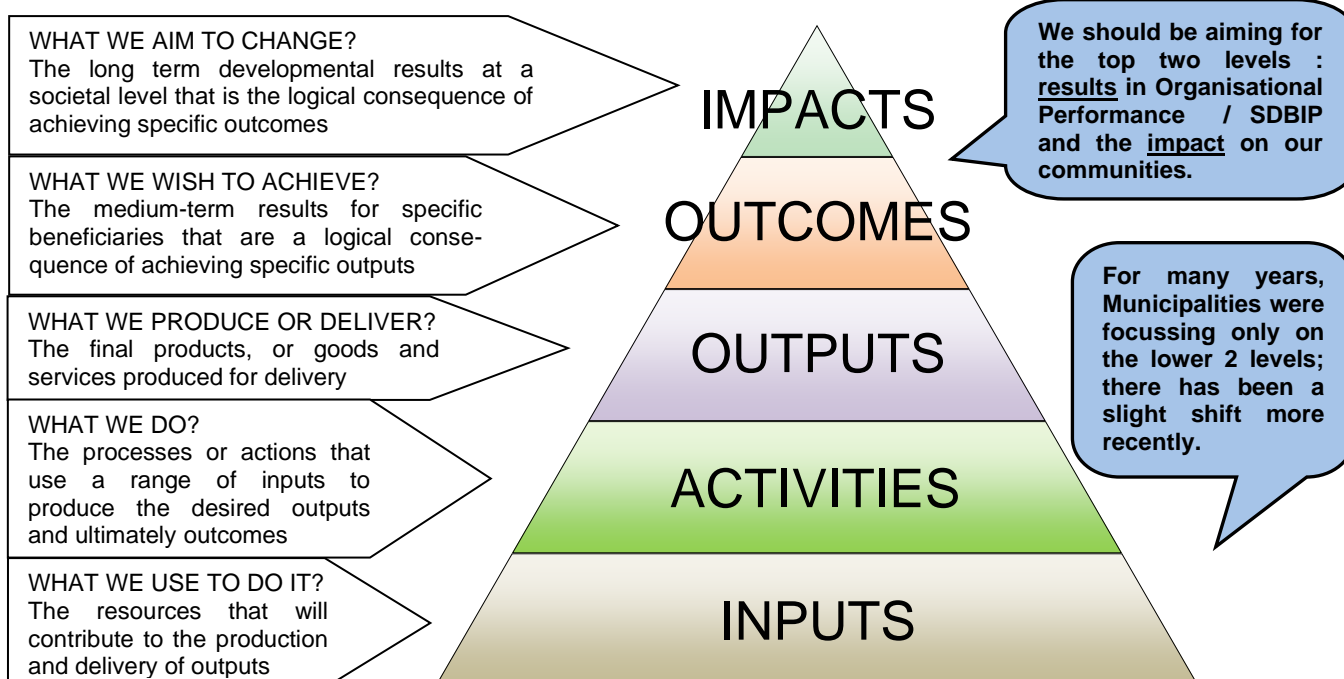 WHAT WE AIM TO CHANGE?
The long term developmental results at a
societal level that is the logical consequence of
achieving specific outcomes
IMPACTS
We should be aiming for
the top two levels :
results in Organisational
Performance / SDBIP
and the impact on our
communities.
WHAT WE WISH TO ACHIEVE?
The medium-term results for specific
beneficiaries that are a logical conse-
quence of achieving specific outputs
OUTCOMES
WHAT WE PRODUCE OR DELIVER?
The final products, or goods and
services produced for delivery
OUTPUTS
For many years,
Municipalities were
focussing only on
the lower 2 levels;
there has been a
slight shift more
recently.
WHAT WE DO?
The processes or actions that
use a range of inputs to
produce the desired outputs
and ultimately outcomes
ACTIVITIES
WHAT WE USE TO DO IT?
The resources that will
contribute to the production
and delivery of outputs
INPUTS